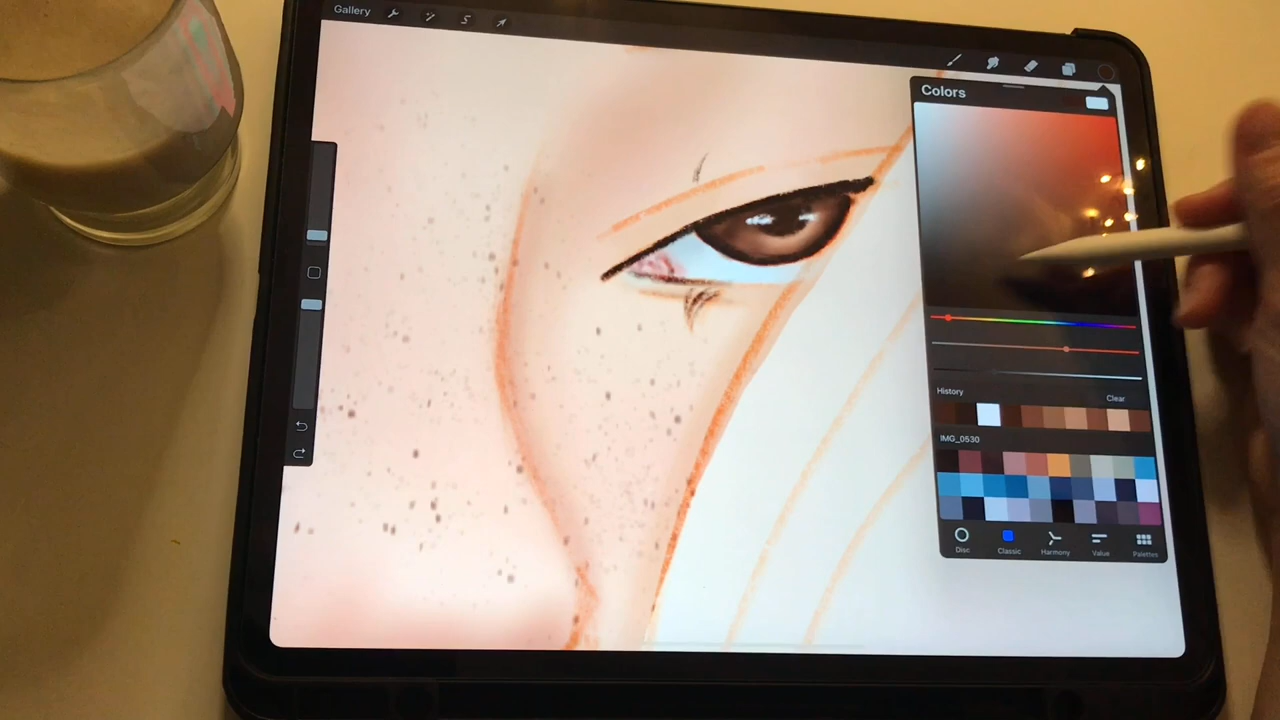 Gallery
Colors
History
Clear
IMG_0530
Disc
Classic
Harmony
Value
Palettes